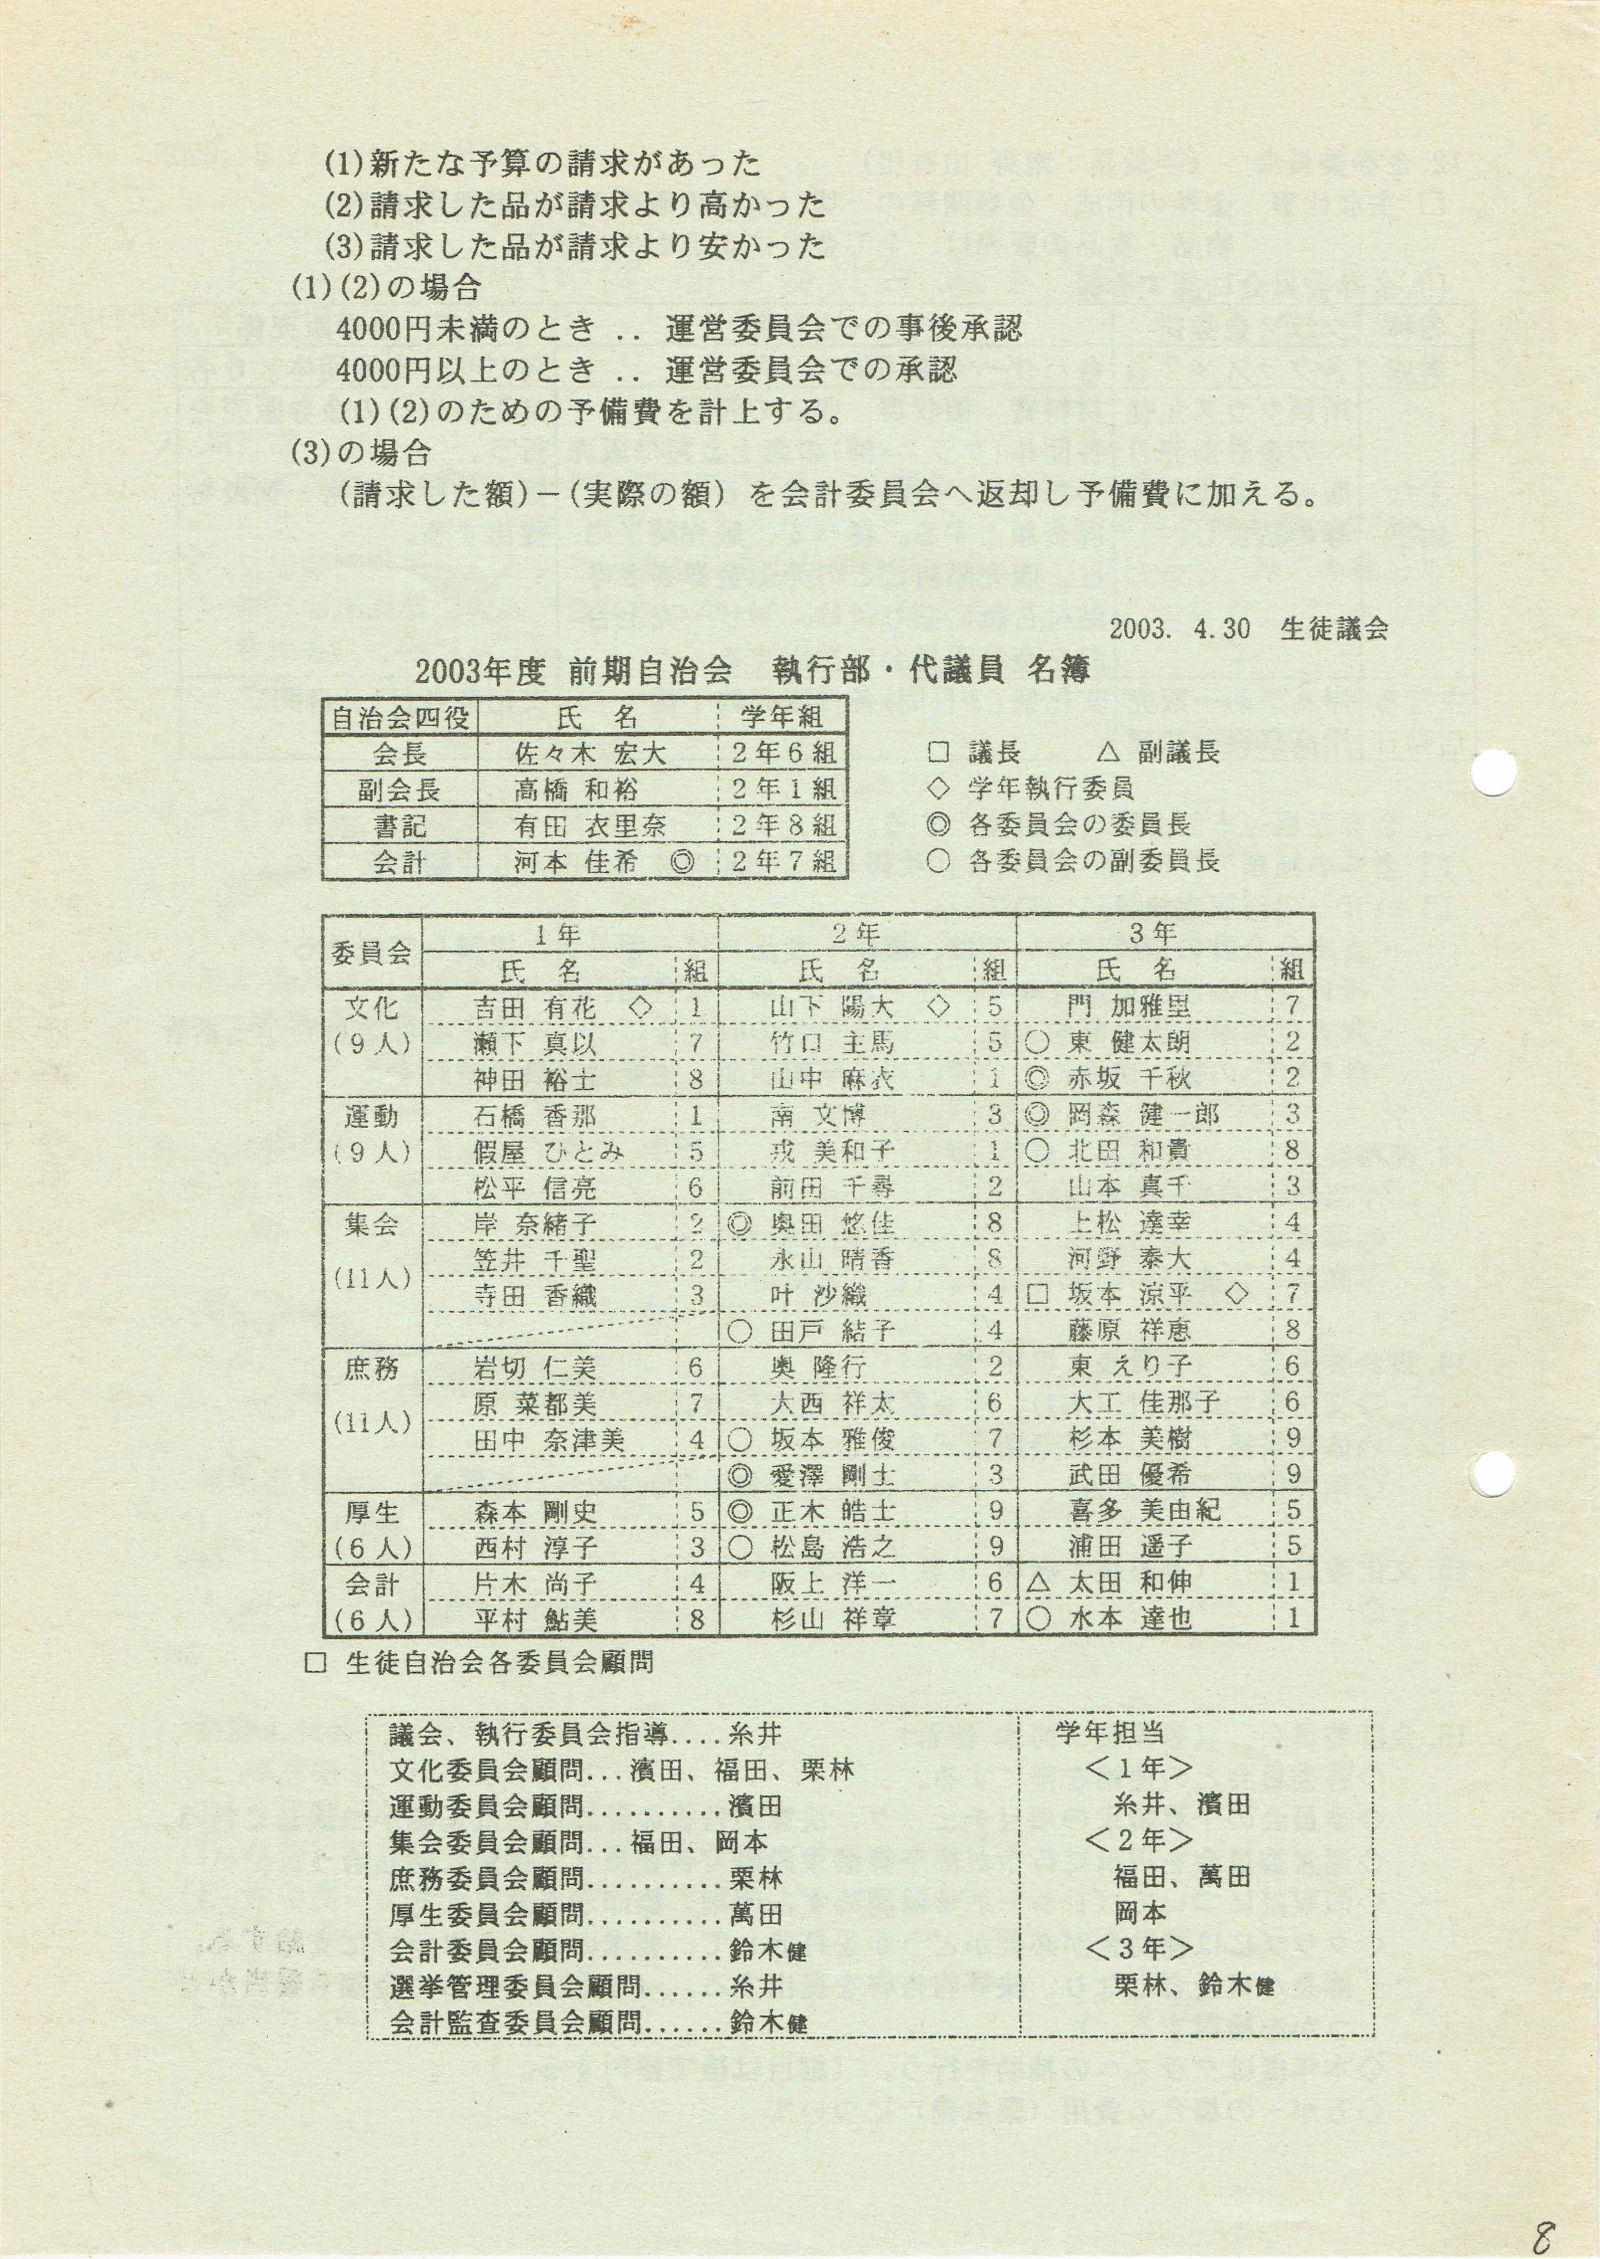 (1)新たな予算の請求があった
(2)請求した品が請求より高かった
(3)請求した品が請求より安かった
(1)(2)の場合
4000円未満のとき .. 運営委員会での事後承認
4000円以上のとき .. 運営委員会での承認
(1)(2)のための予備費を計上する。
(3)の場合
(請求した額)－(実際の額) を会計委員会へ返却し予備費に加える。
2003. 4.30 生徒議会
2003年度 前期自治会 執行部・代議員 名簿
自治会四役 氏 名 学年組
会長 佐々木 宏大 2年6組
副会長 高橋 和裕 2年1組
書記 有田 衣里奈 2年8組
会計 河本 佳希 ◎ 2年7組
□ 議長 △ 副議長
◇ 学年執行委員
◎ 各委員会の委員長
○ 各委員会の副委員長
委員会 1年 2年 3年
氏 名 組 氏 名 組 氏 名 組
文化 吉田 有花 ◇ 1 山下 陽大 ◇ 5 門 加雅里 7
(9人) 瀬下 真以 7 竹口 主馬 5 ○ 東 健太朗 2
神田 裕士 8 山中 麻衣 1 ◎ 赤坂 千秋 2
運動 石橋 香那 1 南 文博 3 ◎ 岡森 健一郎 3
(9人) 假屋 ひとみ 5 戎 美和子 1 ○ 北田 和貴 8
松平 信亮 6 前田 千尋 2 山本 真千 3
集会 岸 奈緒子 2 ◎ 奥田 悠佳 8 上松 達幸 4
(11人) 笠井 千聖 2 永山 晴香 8 河野 泰大 4
寺田 香織 3 叶 沙織 4 □ 坂本 涼平 ◇ 7
○ 田戸 結子 4 藤原 祥恵 8
庶務 岩切 仁美 6 奥 隆行 2 東 えり子 6
(11人) 原 菜都美 7 大西 祥太 6 大工 佳那子 6
田中 奈津美 4 ○ 坂本 雅俊 7 杉本 美樹 9
◎ 愛澤 剛士 3 武田 優希 9
厚生 森本 剛史 5 ◎ 正木 皓士 9 喜多 美由紀 5
(6人) 西村 淳子 3 ○ 松島 浩之 9 浦田 遥子 5
会計 片木 尚子 4 阪上 洋一 6 △ 太田 和伸 1
(6人) 平村 鮎美 8 杉山 祥章 7 ○ 水本 達也 1
□ 生徒自治会各委員会顧問
議会、執行委員会指導....糸井
文化委員会顧問...濱田、福田、栗林
運動委員会顧問..........濱田
集会委員会顧問...福田、岡本
庶務委員会顧問..........栗林
厚生委員会顧問..........萬田
会計委員会顧問..........鈴木健
選挙管理委員会顧問......糸井
会計監査委員会顧問......鈴木健
学年担当
＜1年＞
糸井、濱田
＜2年＞
福田、萬田
岡本
＜3年＞
栗林、鈴木健
8